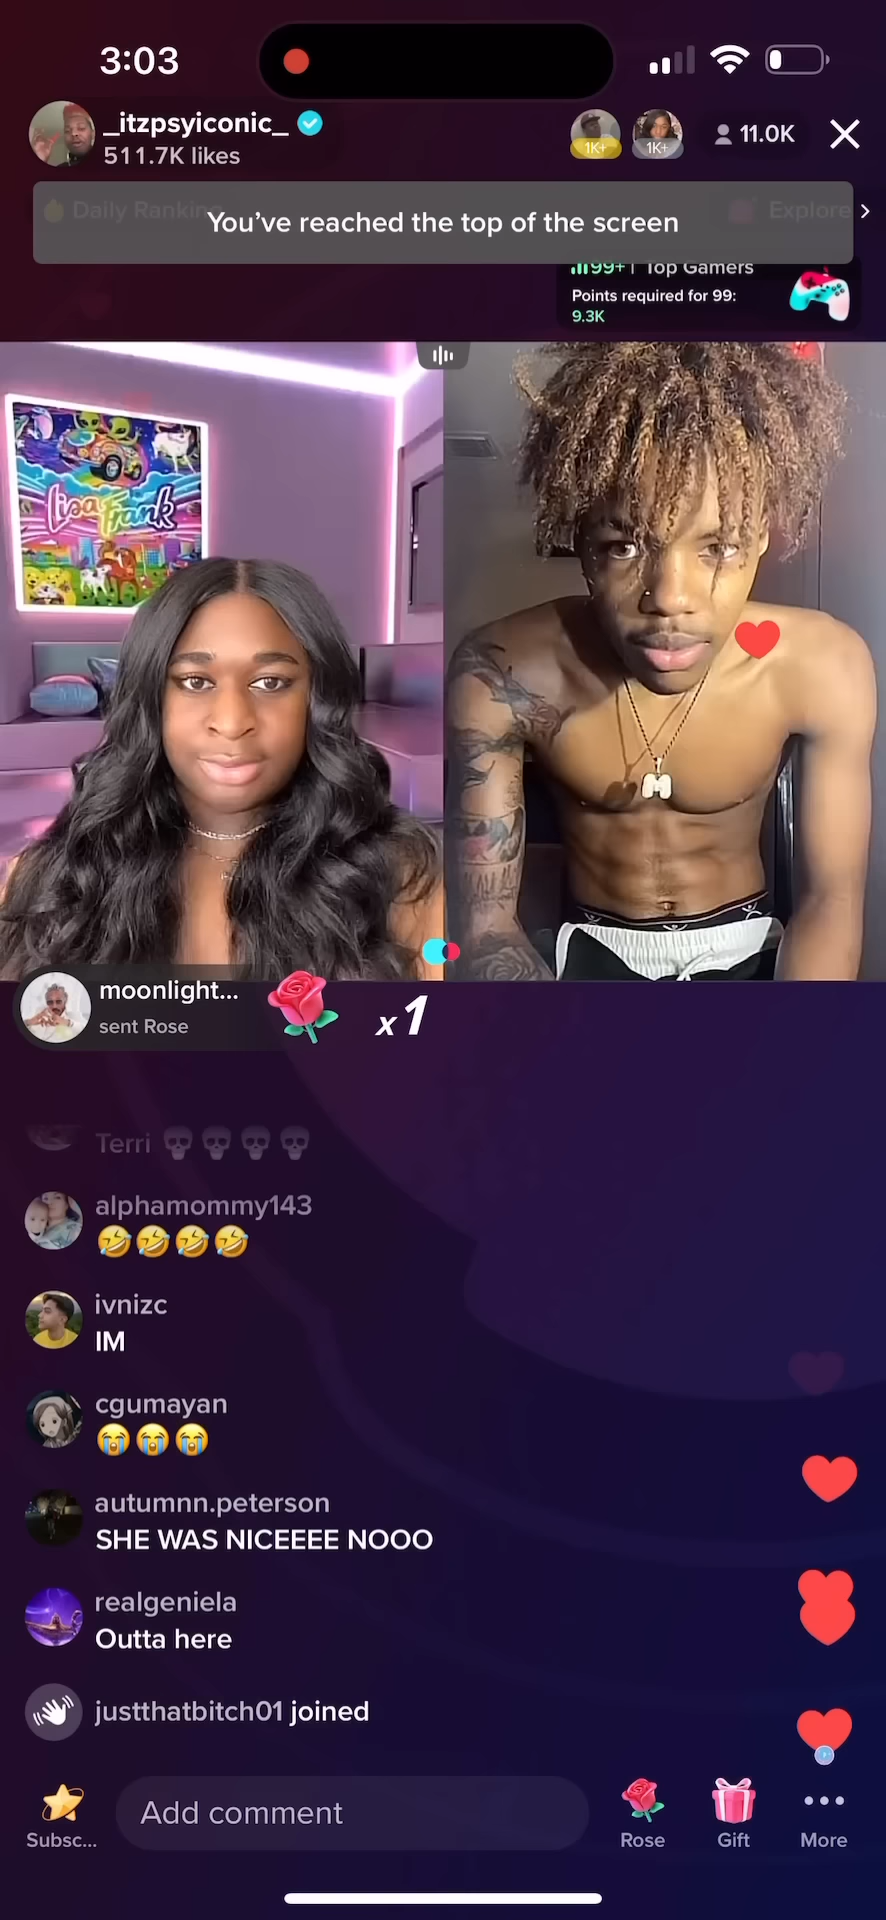 3:03
_itzpsyiconic_
511.7K likes
1K+
1K+
11.0K
Daily Ranking
Explore
You've reached the top of the screen
99+ | Top Gamers
Points required for 99:
9.3K
Lisa Frank
M
moonlight...
sent Rose
x1
Terri 💀💀💀💀
alphamommy143
🤣🤣🤣🤣
ivnizc
IM
cgumayan
😭😭😭
autumnn.peterson
SHE WAS NICEEEE NOOO
realgeniela
Outta here
justthatbitch01 joined
Subsc...
Add comment
Rose
Gift
More